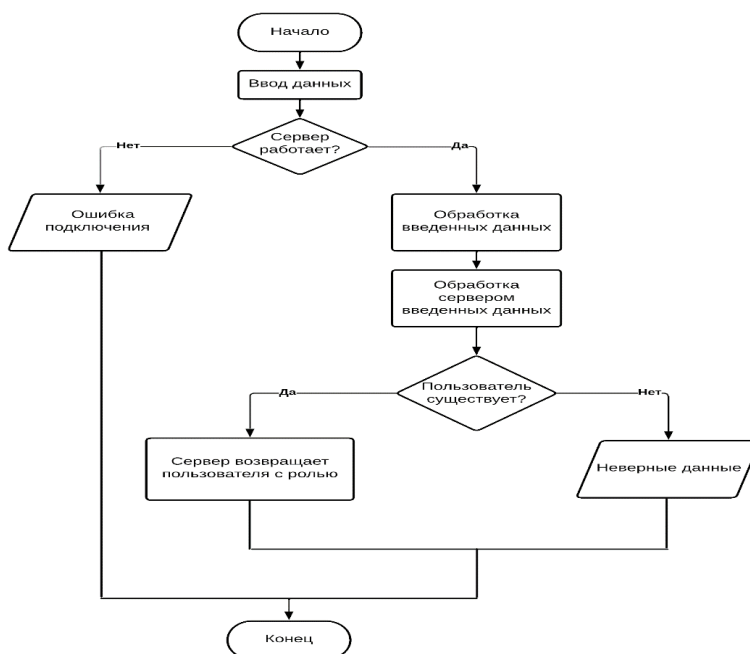 Начало
Ввод данных
Сервер
работает?
Нет
Да
Ошибка
подключения
Обработка
введенных данных
Обработка
сервером
введенных данных
Пользователь
существует?
Да
Нет
Сервер возвращает
пользователя с ролью
Неверные данные
Конец